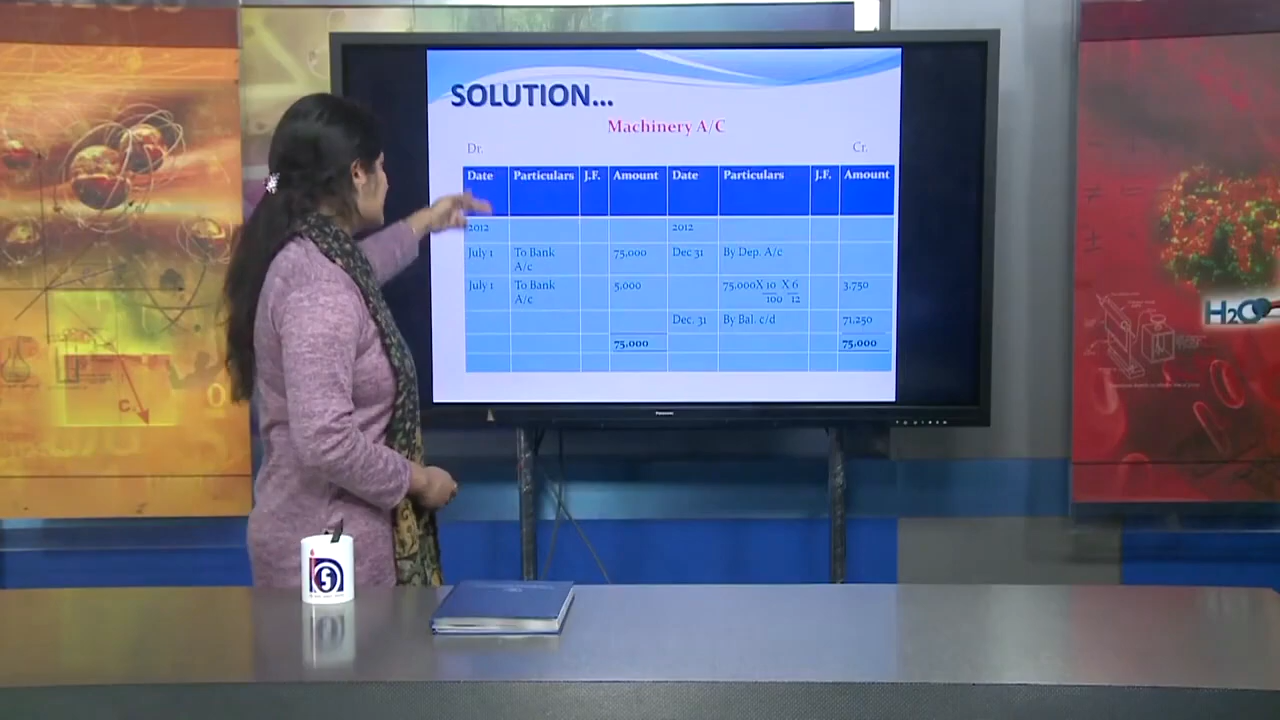 SOLUTION...
Machinery A/C
Dr. Cr.
Date Particulars J.F. Amount Date Particulars J.F. Amount
2012 2012
July 1 To Bank A/c 75,000 Dec 31 By Dep. A/c
July 1 To Bank A/c 5,000 75,000X 10/100 X 6/12 3,750
Dec. 31 By Bal. c/d 71,250
75,000 75,000
Panasonic
H2O
C
5